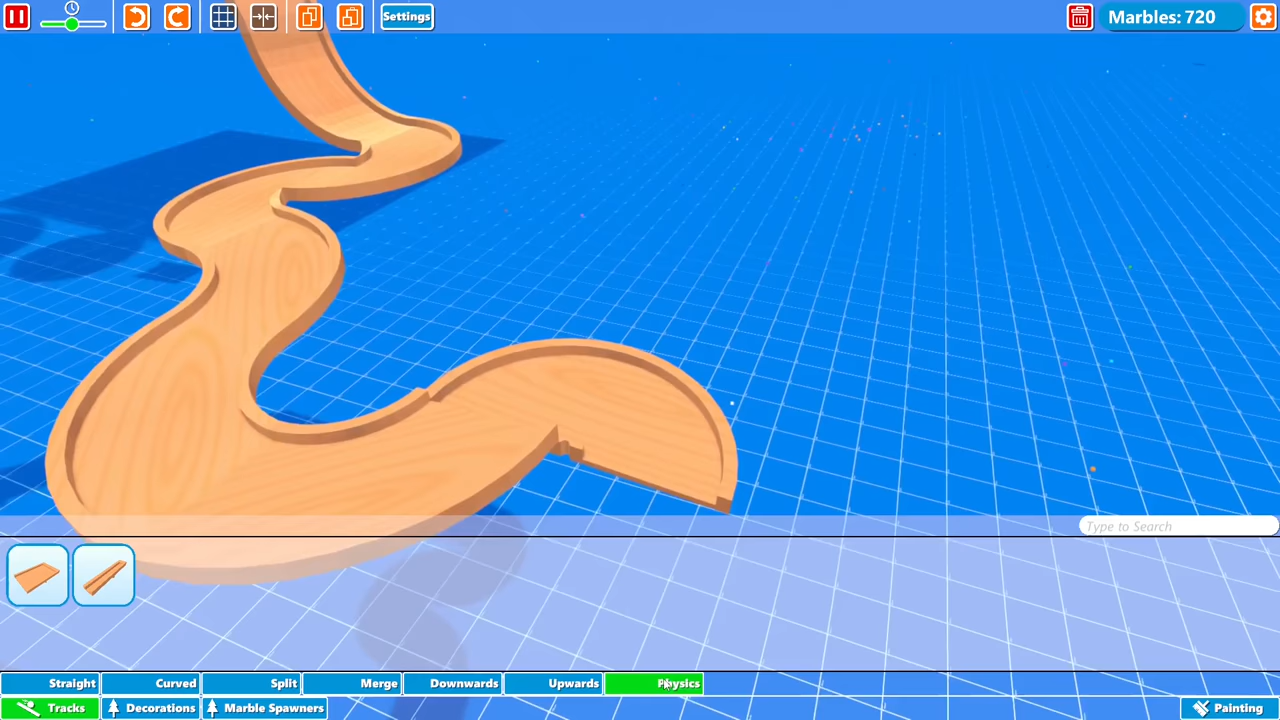 Settings
Marbles: 720
Type to Search
Straight
Curved
Split
Merge
Downwards
Upwards
Physics
Tracks
Decorations
Marble Spawners
Painting